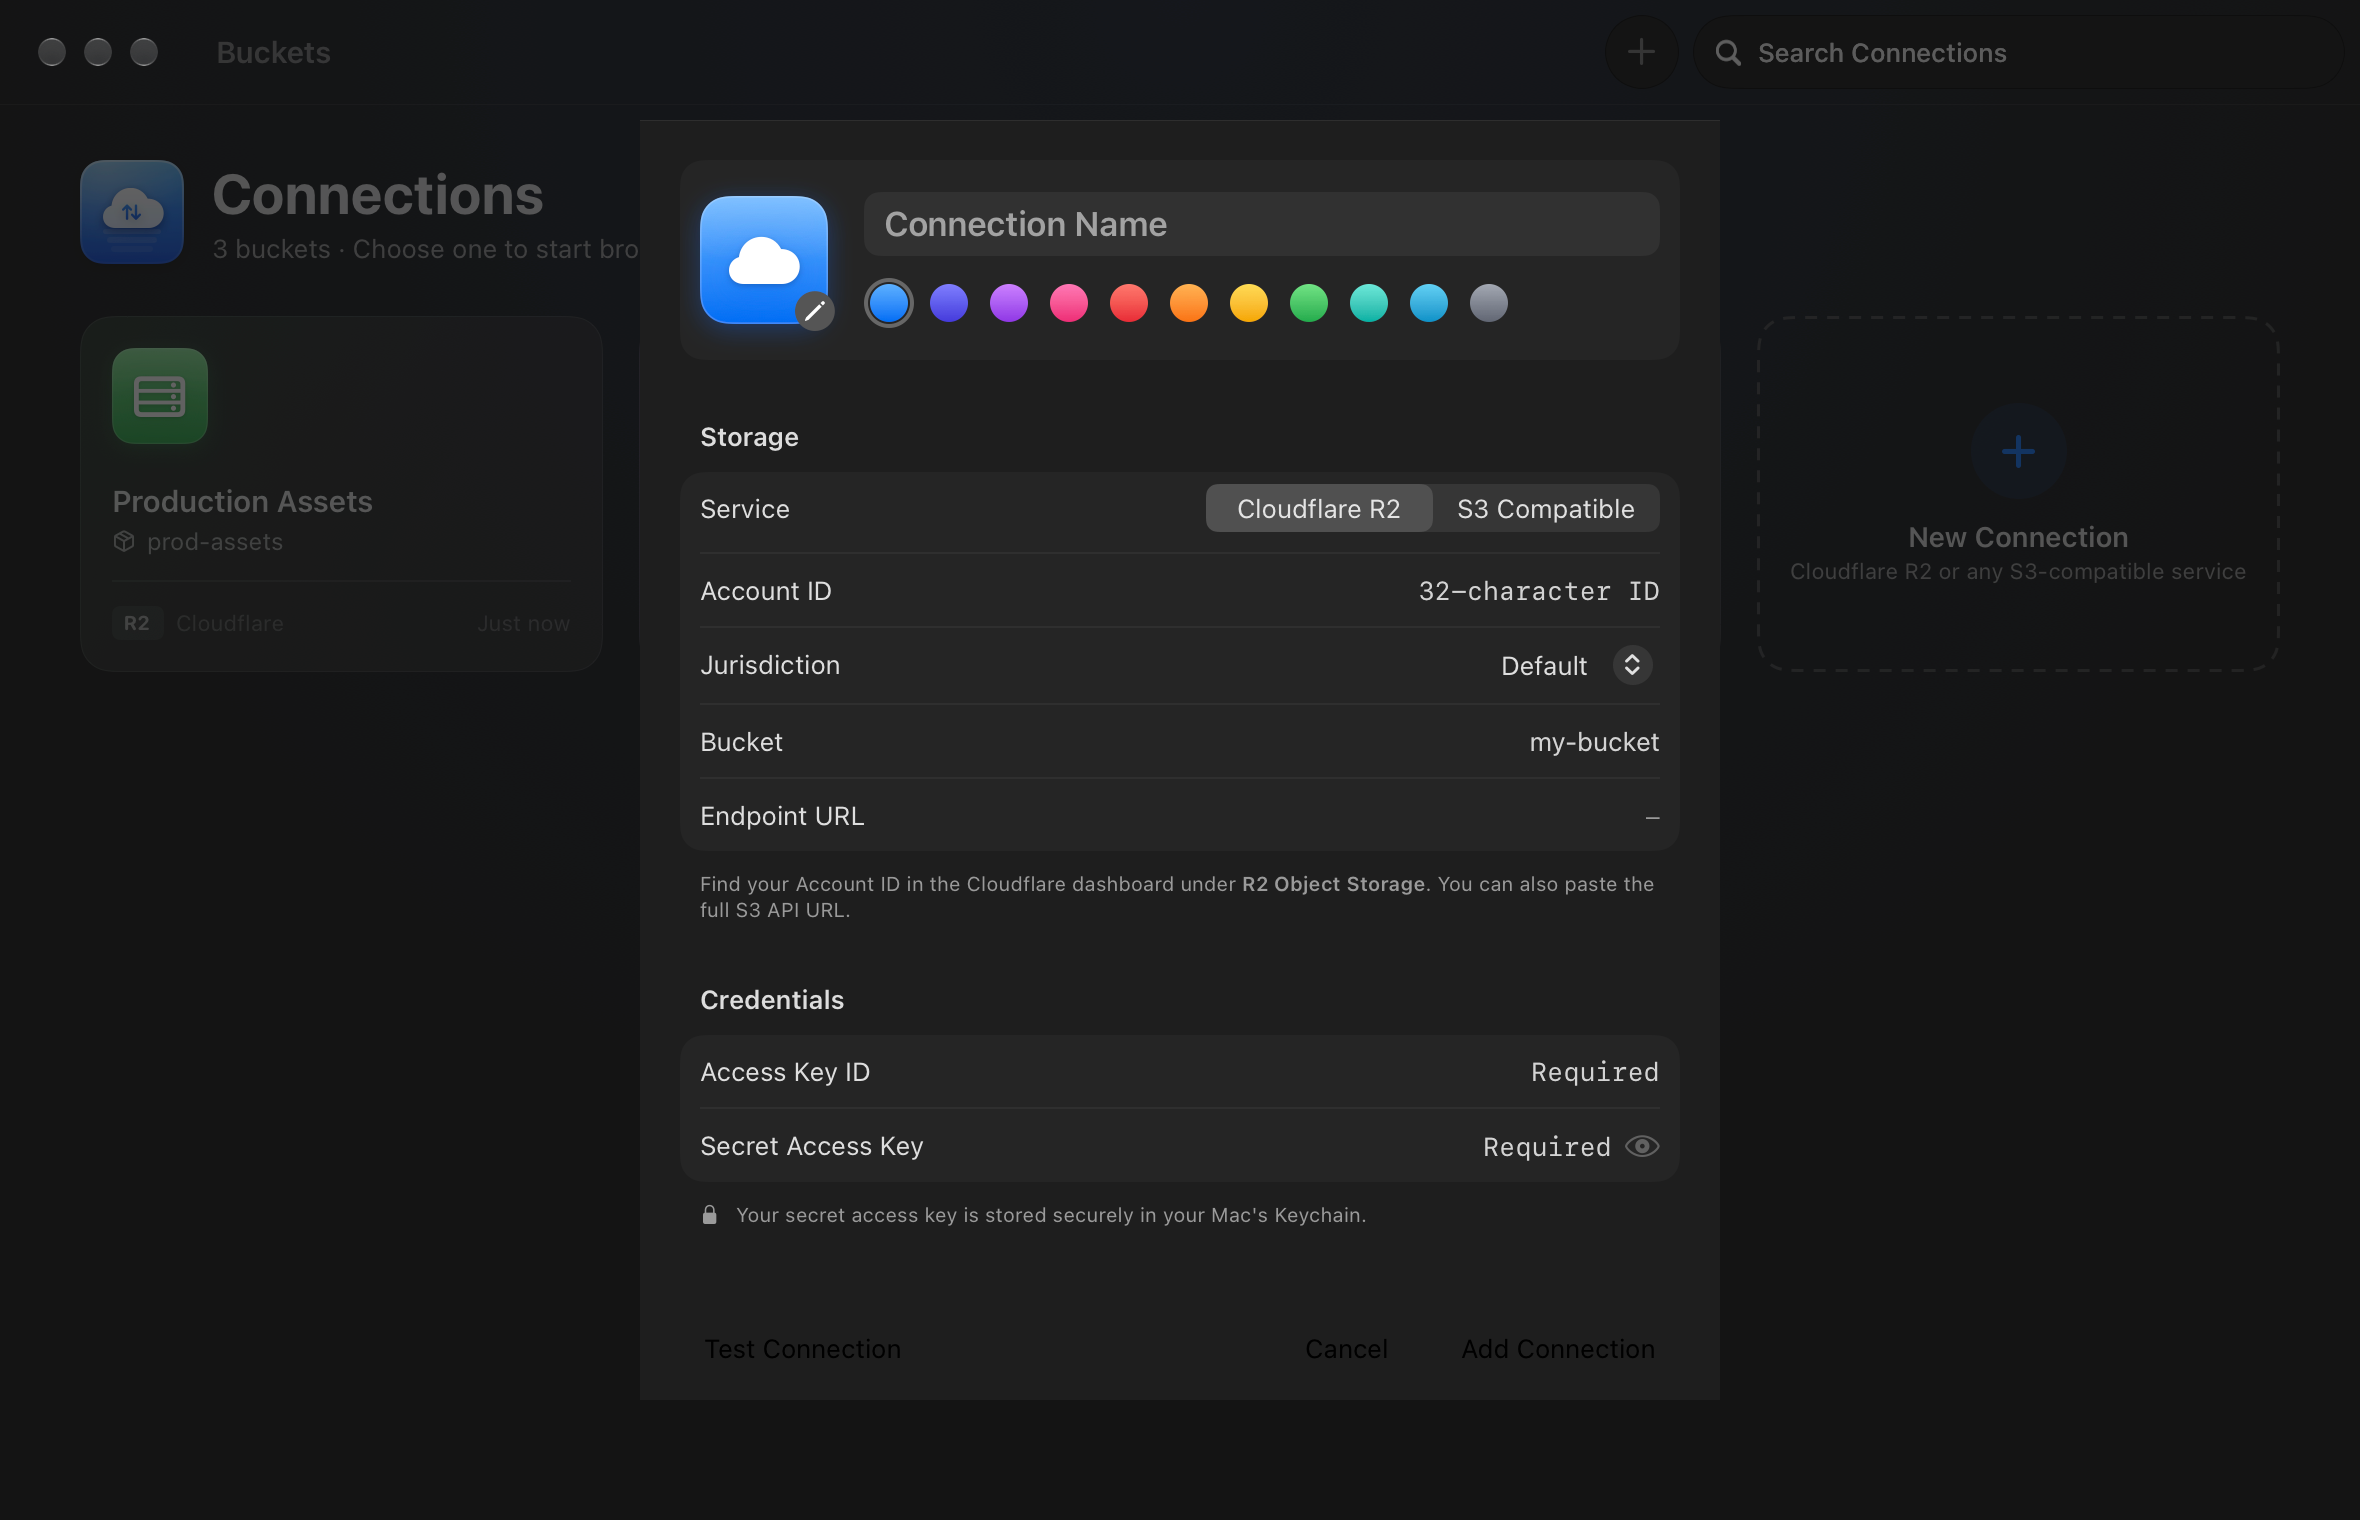 Buckets
Search Connections
Connections
3 buckets · Choose one to start bro
Production Assets
prod-assets
R2 Cloudflare Just now
Connection Name
Storage
Service Cloudflare R2 S3 Compatible
Account ID 32-character ID
Jurisdiction Default
Bucket my-bucket
Endpoint URL –
Find your Account ID in the Cloudflare dashboard under R2 Object Storage. You can also paste the
full S3 API URL.
Credentials
Access Key ID Required
Secret Access Key Required
Your secret access key is stored securely in your Mac's Keychain.
Test Connection Cancel Add Connection
New Connection
Cloudflare R2 or any S3-compatible service